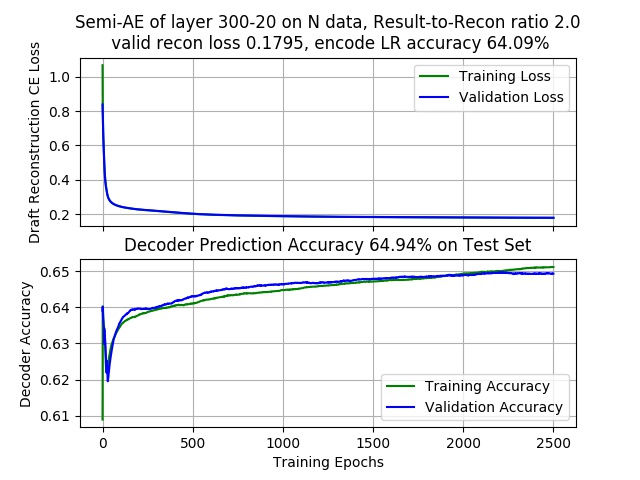 Semi-AE of layer 300-20 on N data, Result-to-Recon ratio 2.0
valid recon loss 0.1795, encode LR accuracy 64.09%
Draft Reconstruction CE Loss
1.0
0.8
0.6
0.4
0.2
Training Loss
Validation Loss
Decoder Prediction Accuracy 64.94% on Test Set
Decoder Accuracy
0.65
0.64
0.63
0.62
0.61
Training Accuracy
Validation Accuracy
0 500 1000 1500 2000 2500
Training Epochs